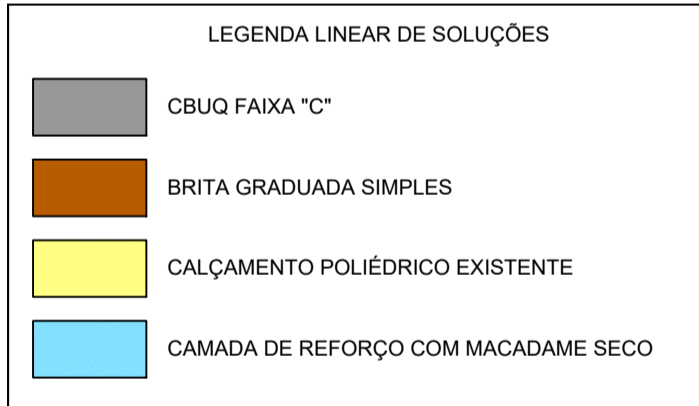 LEGENDA LINEAR DE SOLUÇÕES
CBUQ FAIXA "C"
BRITA GRADUADA SIMPLES
CALÇAMENTO POLIÉDRICO EXISTENTE
CAMADA DE REFORÇO COM MACADAME SECO